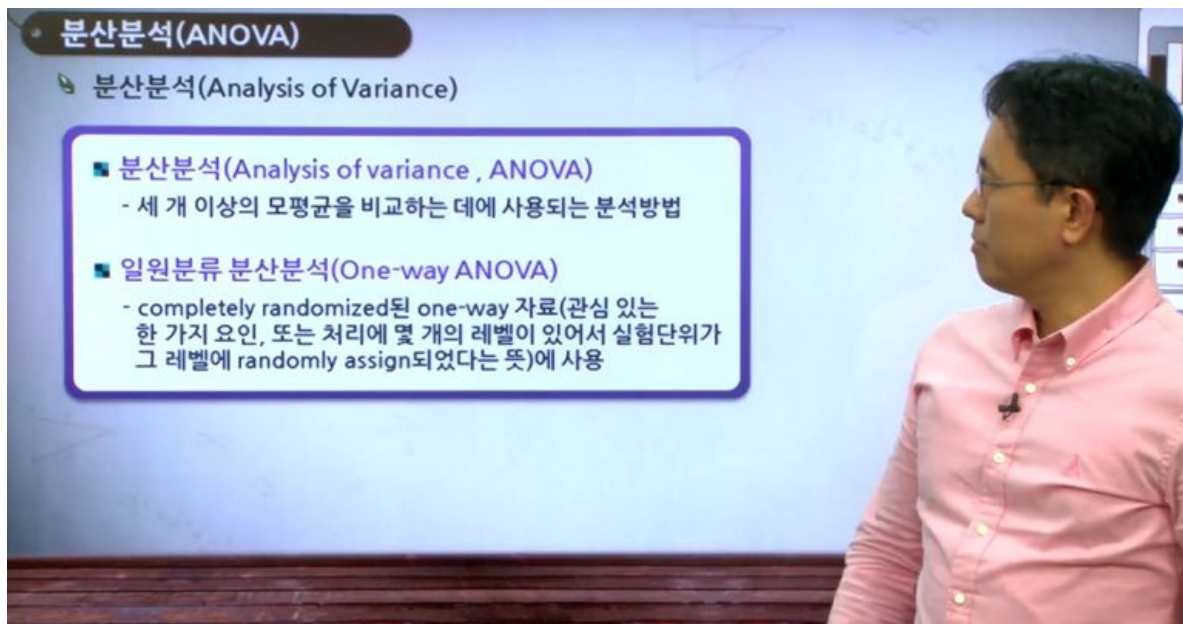 분산분석(ANOVA)
분산분석(Analysis of Variance)
분산분석(Analysis of variance , ANOVA)
- 세 개 이상의 모평균을 비교하는 데에 사용되는 분석방법
일원분류 분산분석(One-way ANOVA)
- completely randomized된 one-way 자료(관심 있는
한 가지 요인, 또는 처리에 몇 개의 레벨이 있어서 실험단위가
그 레벨에 randomly assign되었다는 뜻)에 사용